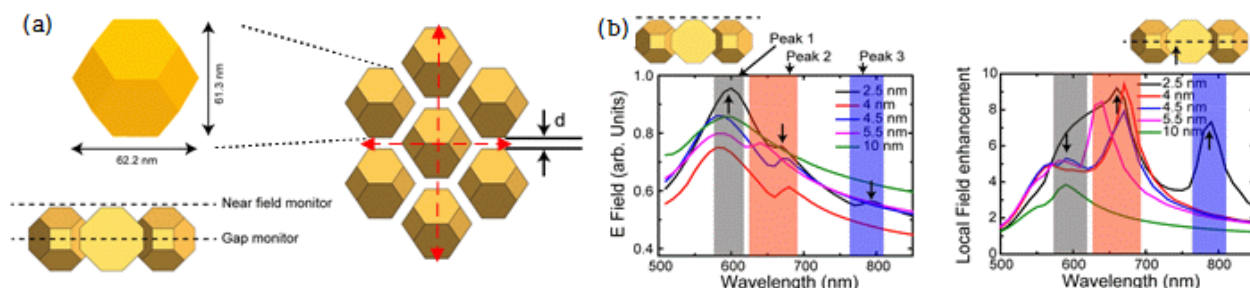 (a)
61.3 nm
62.2 nm
d
Near field monitor
Gap monitor
(b)
Peak 1
Peak 2
Peak 3
E Field (arb. Units)
1.0
0.8
0.6
0.4
2.5 nm
4 nm
4.5 nm
5.5 nm
10 nm
500 600 700 800
Wavelength (nm)
Local Field enhancement
10
8
6
4
2
0
2.5 nm
4 nm
4.5 nm
5.5 nm
10 nm
500 600 700 800
Wavelength (nm)